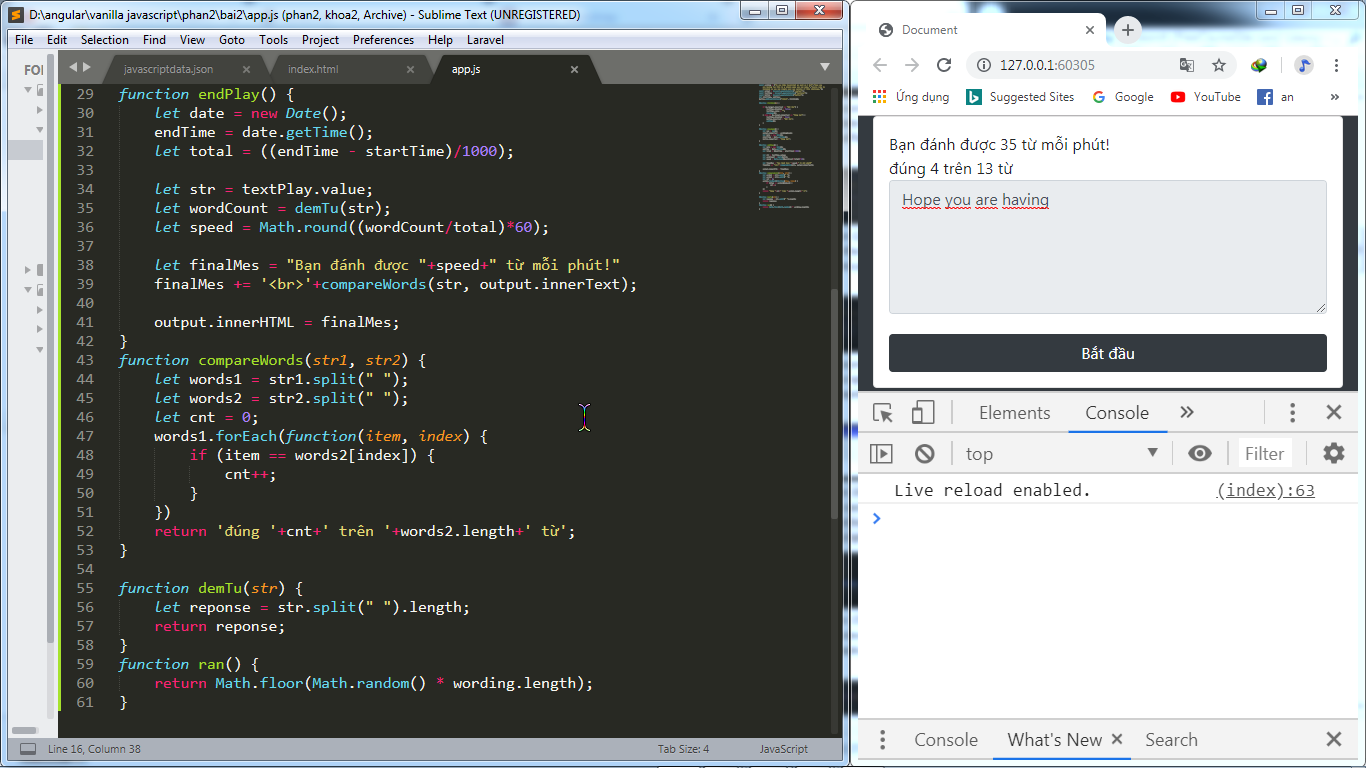 D:\angular\vanilla javascript\phan2\bai2\app.js (phan2, khoa2, Archive) - Sublime Text (UNREGISTERED)
File Edit Selection Find View Goto Tools Project Preferences Help Laravel
FOI
javascriptdata.json
index.html
app.js
29 function endPlay() {
30 let date = new Date();
31 endTime = date.getTime();
32 let total = ((endTime - startTime)/1000);
33
34 let str = textPlay.value;
35 let wordCount = demTu(str);
36 let speed = Math.round((wordCount/total)*60);
37
38 let finalMes = "Bạn đánh được "+speed+" từ mỗi phút!"
39 finalMes += '<br>'+compareWords(str, output.innerText);
40
41 output.innerHTML = finalMes;
42 }
43 function compareWords(str1, str2) {
44 let words1 = str1.split(" ");
45 let words2 = str2.split(" ");
46 let cnt = 0;
47 words1.forEach(function(item, index) {
48 if (item == words2[index]) {
49 cnt++;
50 }
51 })
52 return 'đúng '+cnt+' trên '+words2.length+' từ';
53 }
54
55 function demTu(str) {
56 let reponse = str.split(" ").length;
57 return reponse;
58 }
59 function ran() {
60 return Math.floor(Math.random() * wording.length);
61 }
Line 16, Column 38
Tab Size: 4
JavaScript
Document
127.0.0.1:60305
Ứng dụng Suggested Sites Google YouTube an »
Bạn đánh được 35 từ mỗi phút!
đúng 4 trên 13 từ
Hope you are having
Bắt đầu
Elements Console »
top Filter
Live reload enabled. (index):63
Console What's New Search